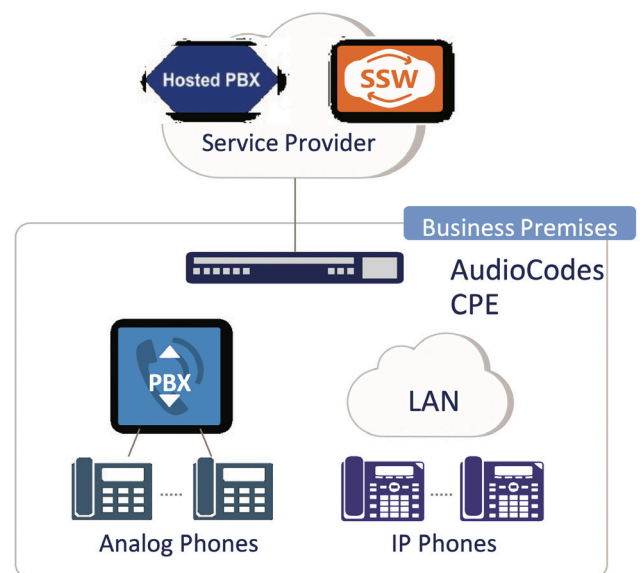 Hosted PBX
SSW
Service Provider
Business Premises
AudioCodes
CPE
PBX
LAN
Analog Phones
IP Phones